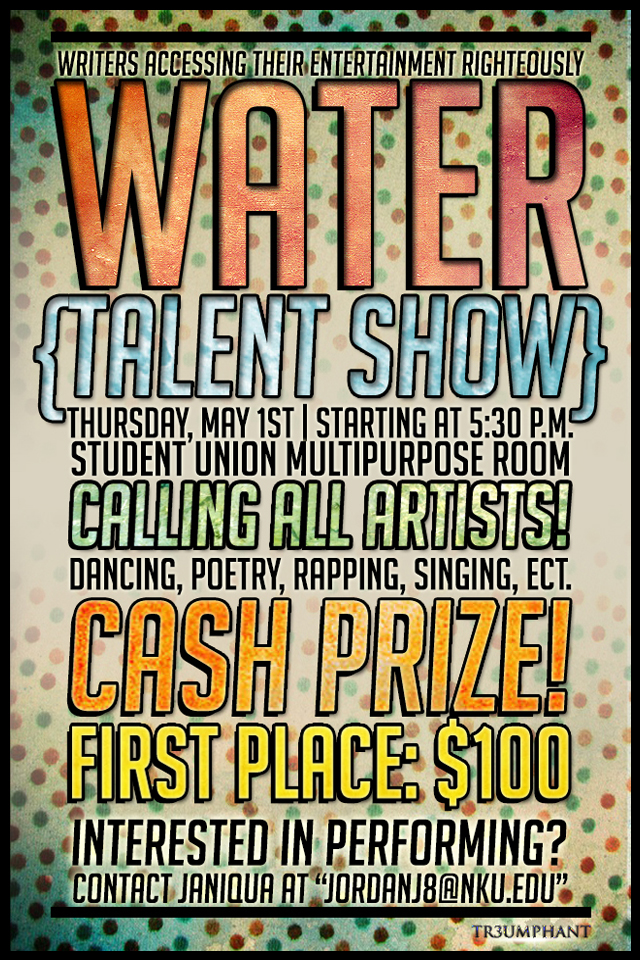 WRITERS ACCESSING THEIR ENTERTAINMENT RIGHTEOUSLY
WATER
{TALENT SHOW}
THURSDAY, MAY 1ST | STARTING AT 5:30 P.M.
STUDENT UNION MULTIPURPOSE ROOM
CALLING ALL ARTISTS!
DANCING, POETRY, RAPPING, SINGING, ECT.
CASH PRIZE!
FIRST PLACE: $100
INTERESTED IN PERFORMING?
CONTACT JANIQUA AT "JORDANJ8@NKU.EDU"
TR3UMPHANT